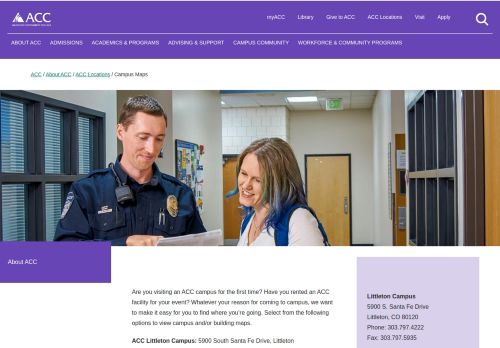 ACC
myACC Library Give to ACC ACC Locations Visit Apply
ABOUT ACC ADMISSIONS ACADEMICS & PROGRAMS ADVISING & SUPPORT CAMPUS COMMUNITY WORKFORCE & COMMUNITY PROGRAMS
ACC / About ACC / ACC Locations / Campus Maps
About ACC
Are you visiting an ACC campus for the first time? Have you rented an ACC
facility for your event? Whatever your reason for coming to campus, we want
to make it easy for you to find where you're going. Select from the following
options to view campus and/or building maps.
ACC Littleton Campus: 5900 South Santa Fe Drive, Littleton
Littleton Campus
5900 S. Santa Fe Drive
Littleton, CO 80120
Phone: 303.797.4222
Fax: 303.797.5935